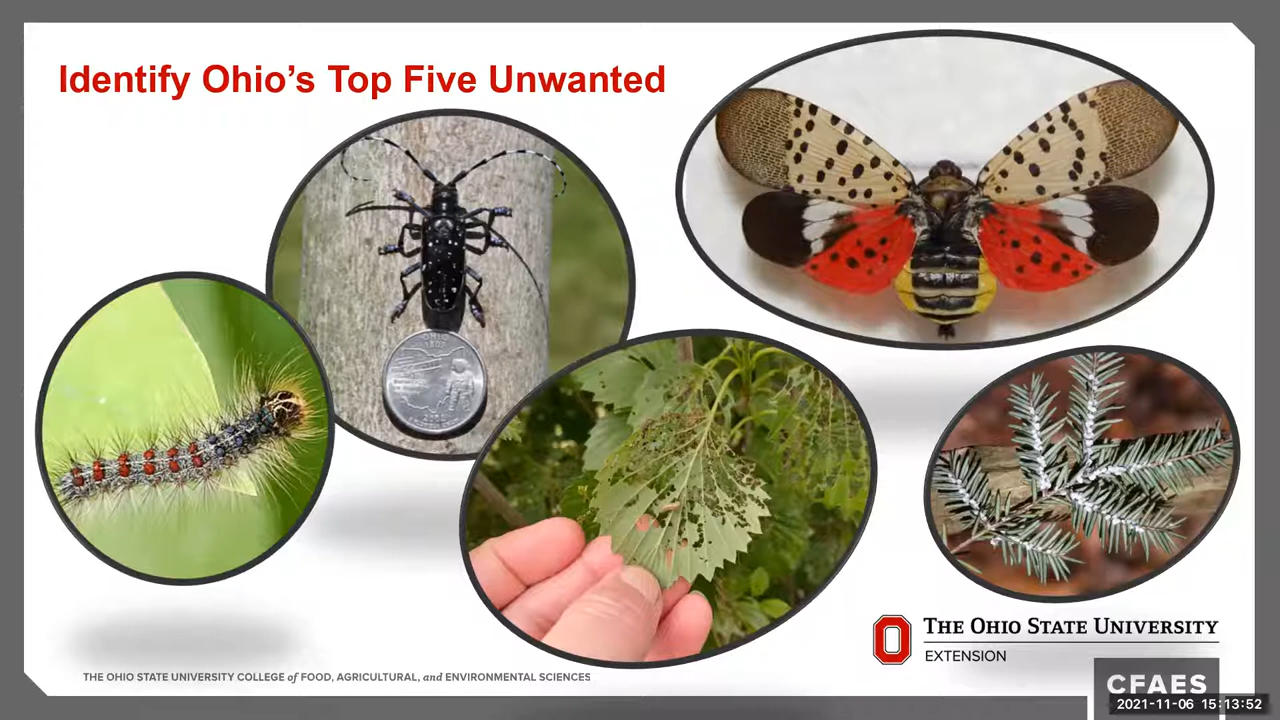 Identify Ohio's Top Five Unwanted
OHIO
THE OHIO STATE UNIVERSITY
EXTENSION
THE OHIO STATE UNIVERSITY COLLEGE of FOOD, AGRICULTURAL, and ENVIRONMENTAL SCIENCES
CFAES
2021-11-06 15:13:52